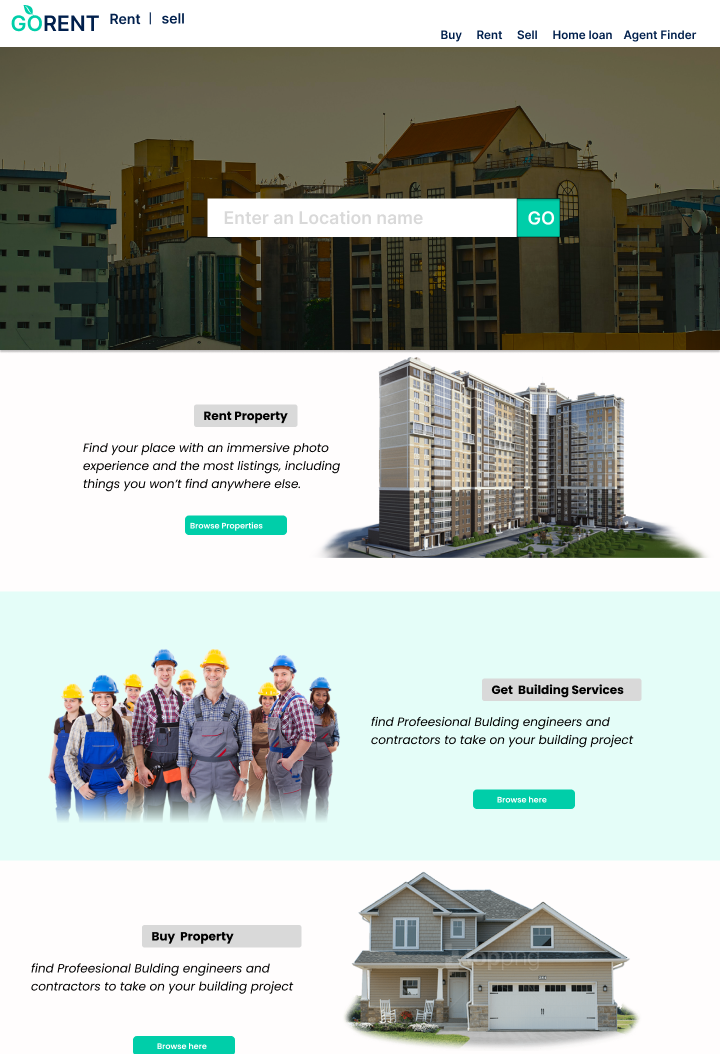 GORENT
Rent | sell
Buy Rent Sell Home loan Agent Finder
Enter an Location name
GO
Rent Property
Find your place with an immersive photo
experience and the most listings, including
things you won’t find anywhere else.
Browse Properties
Get Building Services
find Profeesional Bulding engineers and
contractors to take on your building project
Browse here
Buy Property
find Profeesional Bulding engineers and
contractors to take on your building project
Browse here